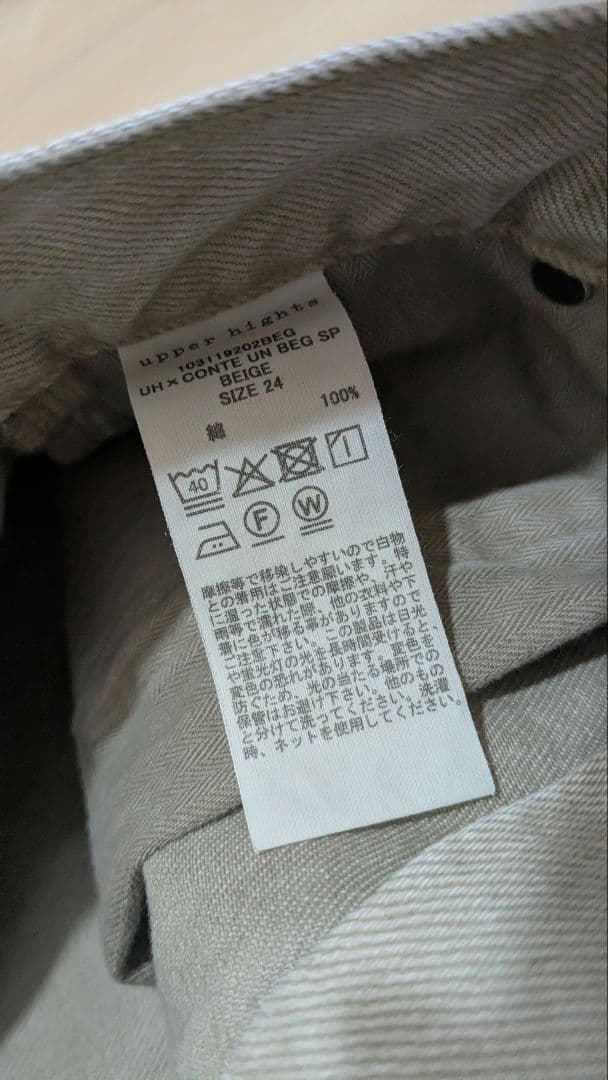 upper hights
103119202BEG
UH×CONTE UN BEG SP
BEIGE
SIZE 24
綿 100%
40
F W
摩擦等で移染しやすいので白物
との着用はご注意願います。特
に湿った状態での摩擦や、汗や
雨等で濡れた際、他の衣料や下
着に色が移る事がありますので
ご注意下さい。この製品は日光
や蛍光灯の光を長時間受けると、
変色の恐れがあります。変色を
防ぐため、光の当たる場所での
保管はお避け下さい。他のもの
と分けて洗ってください。洗濯
時、ネットを使用してください。